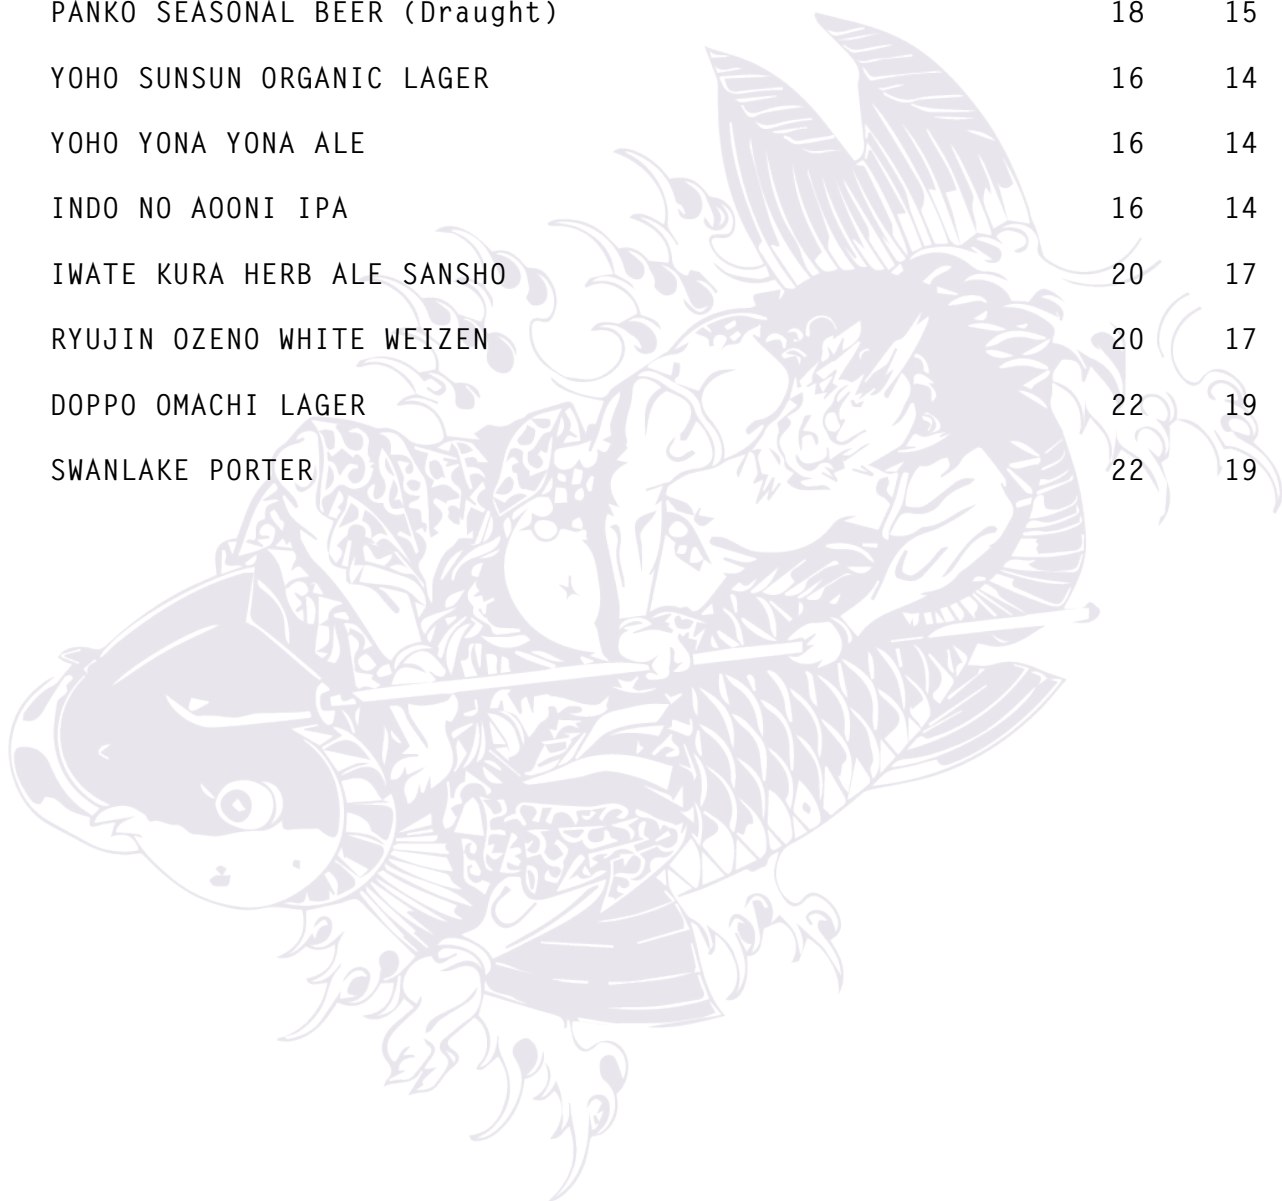 PANKO SEASONAL BEER (Draught) 18 15
YOHO SUNSUN ORGANIC LAGER 16 14
YOHO YONA YONA ALE 16 14
INDO NO AOONI IPA 16 14
IWATE KURA HERB ALE SANSHO 20 17
RYUJIN OZENO WHITE WEIZEN 20 17
DOPPO OMACHI LAGER 22 19
SWANLAKE PORTER 22 19